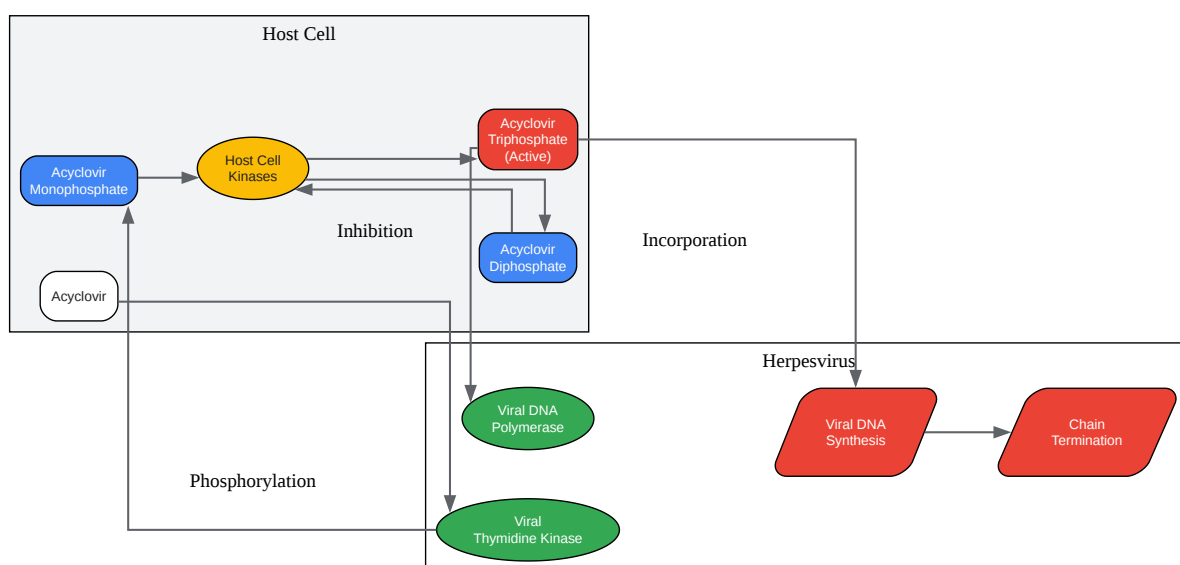 Host Cell
Acyclovir
Triphosphate
(Active)
Host Cell
Kinases
Acyclovir
Monophosphate
Inhibition
Incorporation
Acyclovir
Diphosphate
Acyclovir
Herpesvirus
Viral DNA
Polymerase
Viral DNA
Synthesis
Chain
Termination
Phosphorylation
Viral
Thymidine Kinase